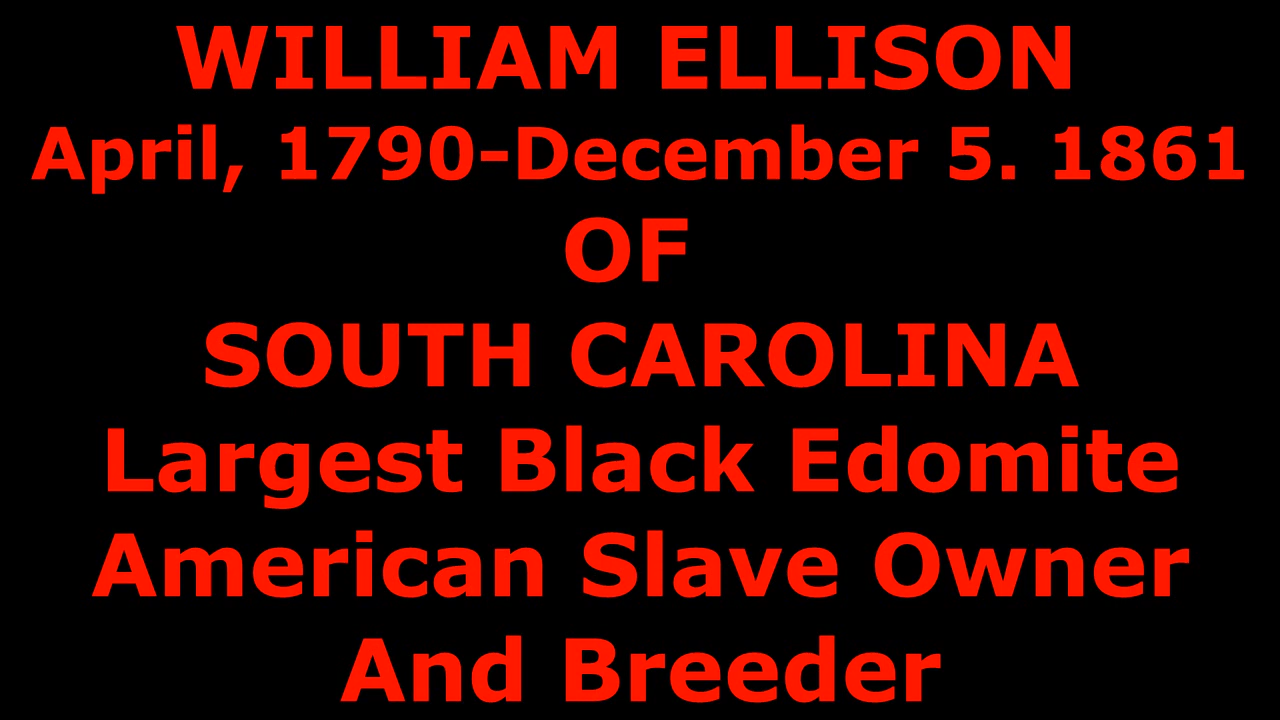 WILLIAM ELLISON
April, 1790-December 5. 1861
OF
SOUTH CAROLINA
Largest Black Edomite
American Slave Owner
And Breeder